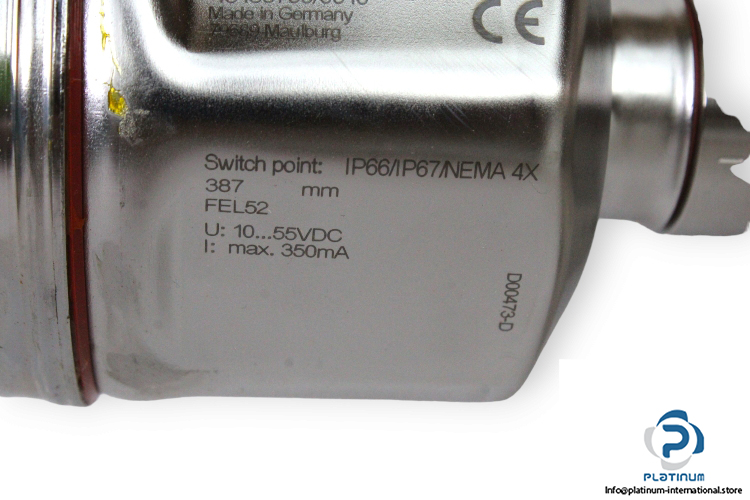 Made in Germany
79689 Maulburg
CE
Switch point: IP66/IP67/NEMA 4X
387 mm
FEL52
U: 10...55VDC
I: max. 350mA
D00473-D
PLATINUM
Info@platinum-international.store